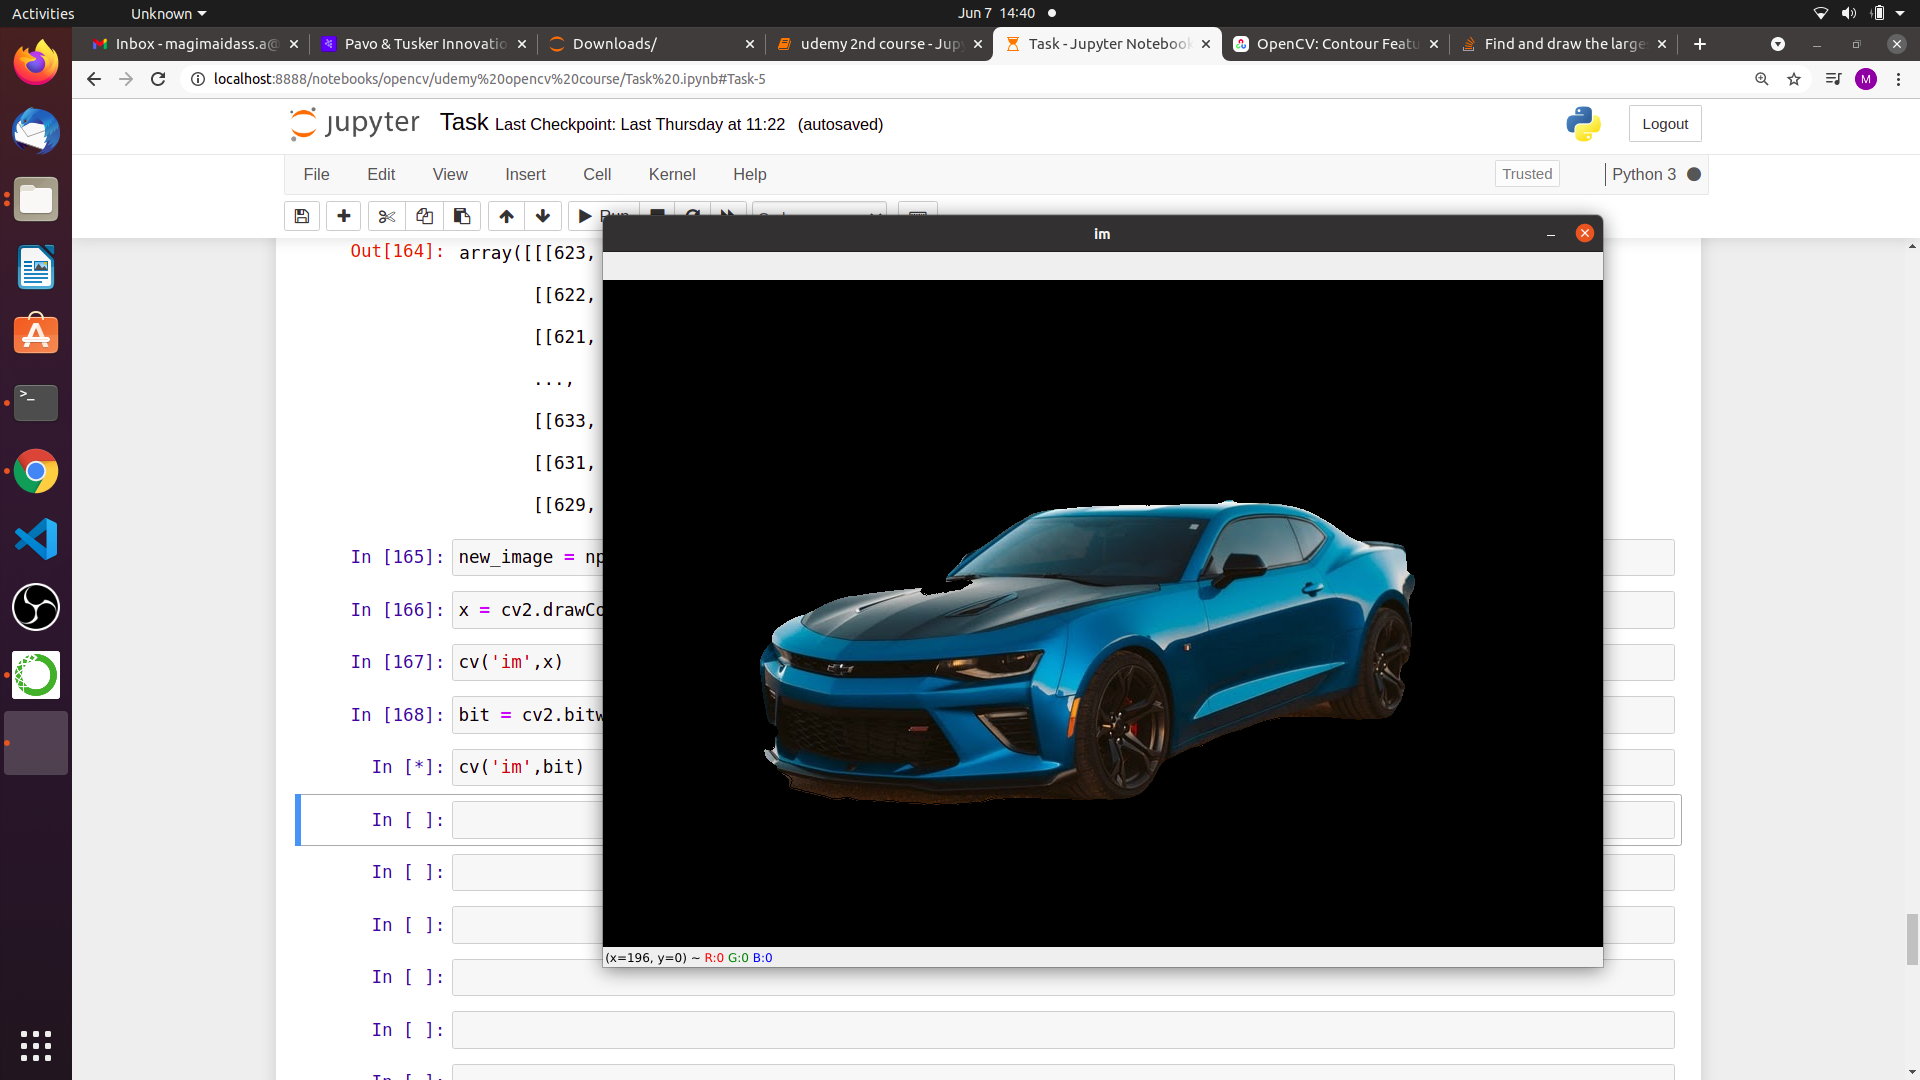 Activities
Unknown
Jun 7 14:40
Inbox - magimaidass.a@
Pavo & Tusker Innovatio
Downloads/
udemy 2nd course - Jupy
Task - Jupyter Notebook
OpenCV: Contour Featu
Find and draw the large
localhost:8888/notebooks/opencv/udemy%20opencv%20course/Task%20.ipynb#Task-5
M
jupyter
Task Last Checkpoint: Last Thursday at 11:22 (autosaved)
Logout
File Edit View Insert Cell Kernel Help
Trusted
Python 3
Run
im
Out[164]: array([[[623,
[[622,
[[621,
...,
[[633,
[[631,
[[629,
In [165]: new_image = np
In [166]: x = cv2.drawCo
In [167]: cv('im',x)
In [168]: bit = cv2.bitw
In [*]: cv('im',bit)
In [ ]:
In [ ]:
In [ ]:
In [ ]:
In [ ]:
In [ ]:
(x=196, y=0) ~ R:0 G:0 B:0